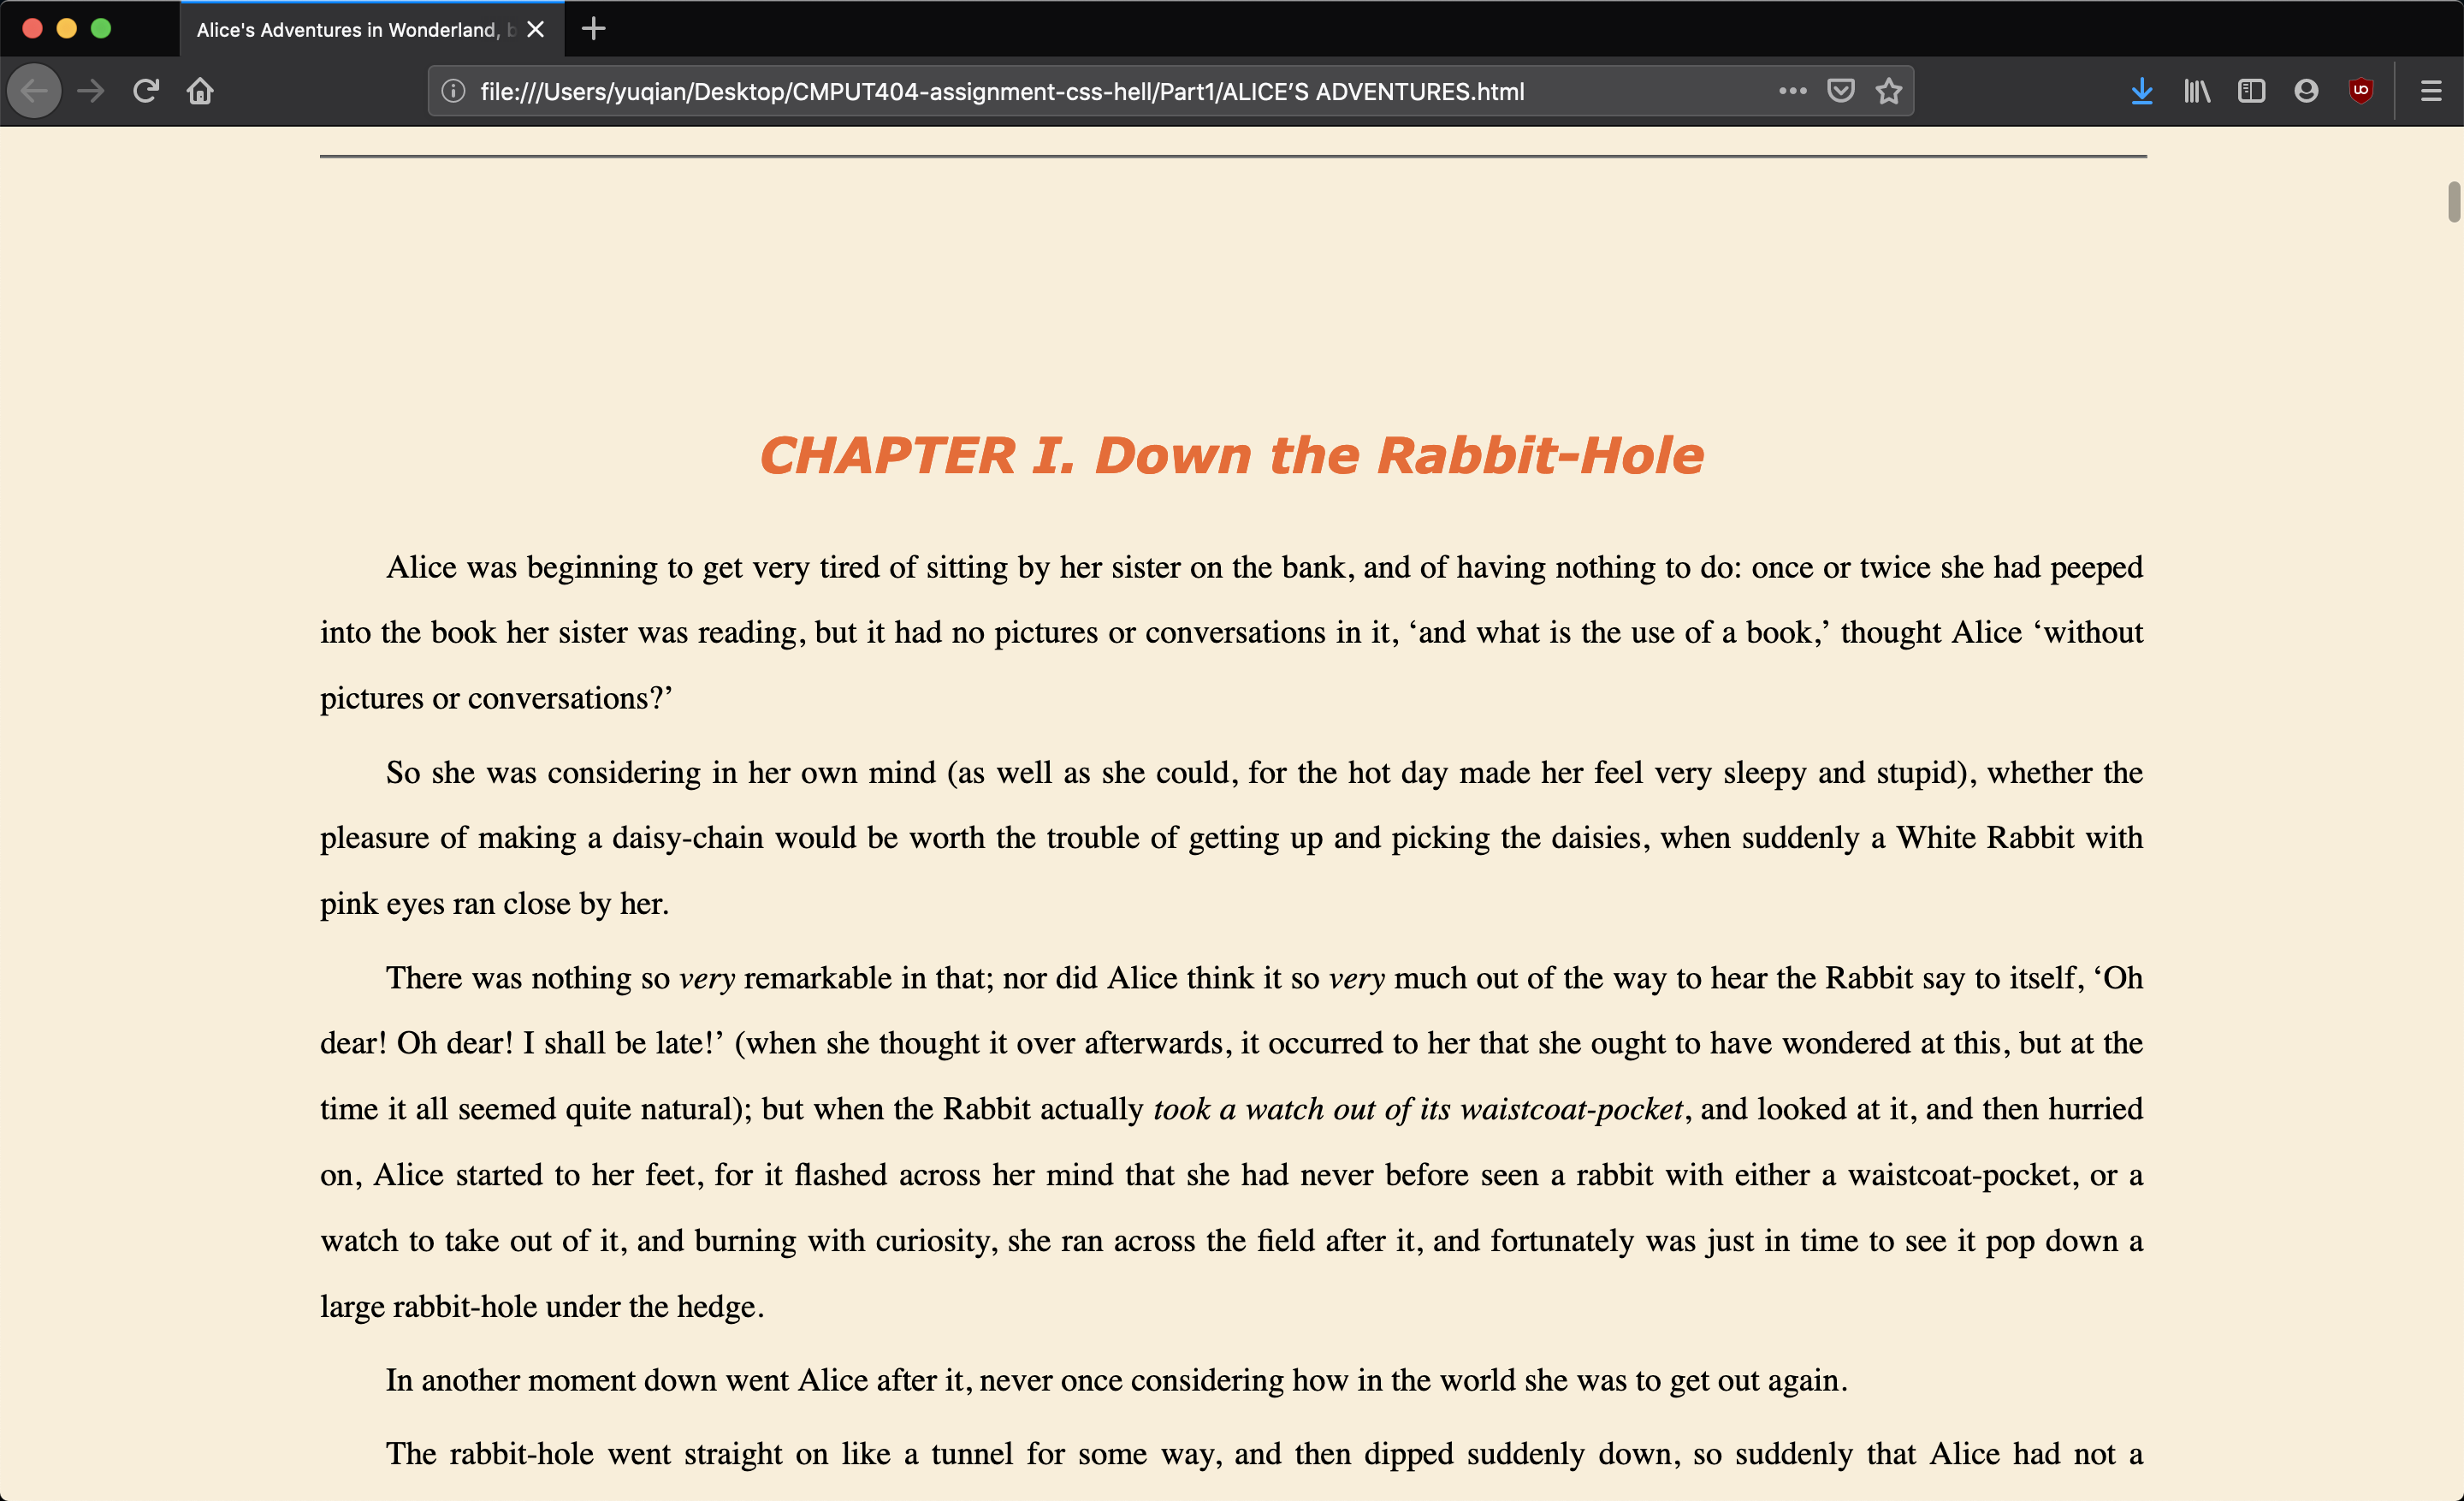 Alice's Adventures in Wonderland, b
file:///Users/yuqian/Desktop/CMPUT404-assignment-css-hell/Part1/ALICE’S ADVENTURES.html
CHAPTER I. Down the Rabbit-Hole
Alice was beginning to get very tired of sitting by her sister on the bank, and of having nothing to do: once or twice she had peeped
into the book her sister was reading, but it had no pictures or conversations in it, ‘and what is the use of a book,’ thought Alice ‘without
pictures or conversations?’
So she was considering in her own mind (as well as she could, for the hot day made her feel very sleepy and stupid), whether the
pleasure of making a daisy-chain would be worth the trouble of getting up and picking the daisies, when suddenly a White Rabbit with
pink eyes ran close by her.
There was nothing so very remarkable in that; nor did Alice think it so very much out of the way to hear the Rabbit say to itself, ‘Oh
dear! Oh dear! I shall be late!’ (when she thought it over afterwards, it occurred to her that she ought to have wondered at this, but at the
time it all seemed quite natural); but when the Rabbit actually took a watch out of its waistcoat-pocket, and looked at it, and then hurried
on, Alice started to her feet, for it flashed across her mind that she had never before seen a rabbit with either a waistcoat-pocket, or a
watch to take out of it, and burning with curiosity, she ran across the field after it, and fortunately was just in time to see it pop down a
large rabbit-hole under the hedge.
In another moment down went Alice after it, never once considering how in the world she was to get out again.
The rabbit-hole went straight on like a tunnel for some way, and then dipped suddenly down, so suddenly that Alice had not a